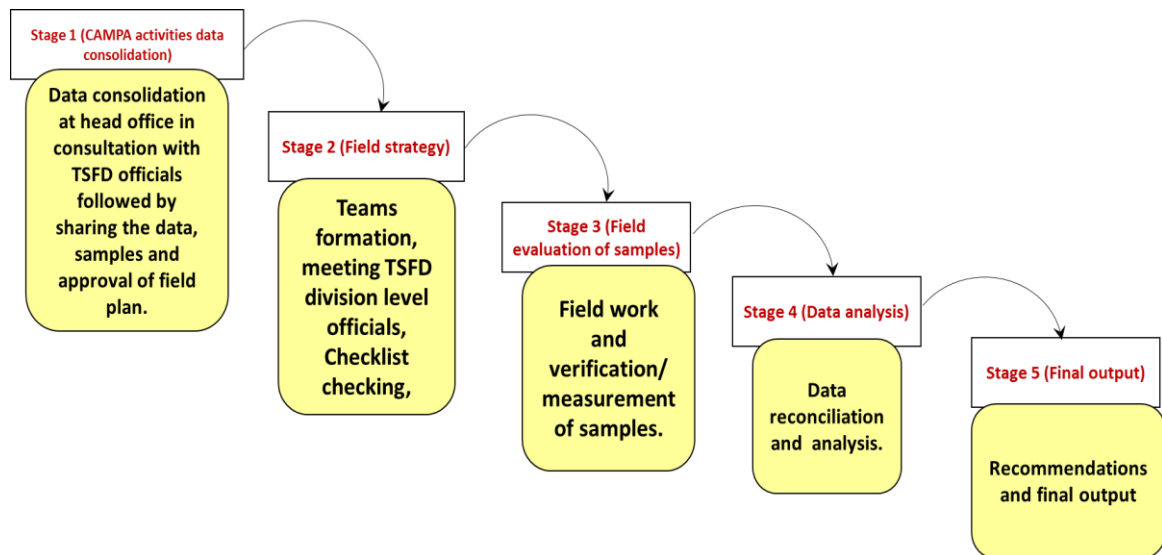 Stage 1 (CAMPA activities data
consolidation)
Data consolidation
at head office in
consultation with
TSFD officials
followed by
sharing the data,
samples and
approval of field
plan.
Stage 2 (Field strategy)
Teams
formation,
meeting TSFD
division level
officials,
Checklist
checking,
Stage 3 (Field
evaluation of samples)
Field work
and
verification/
measurement
of samples.
Stage 4 (Data analysis)
Data
reconciliation
and analysis.
Stage 5 (Final output)
Recommendations
and final output